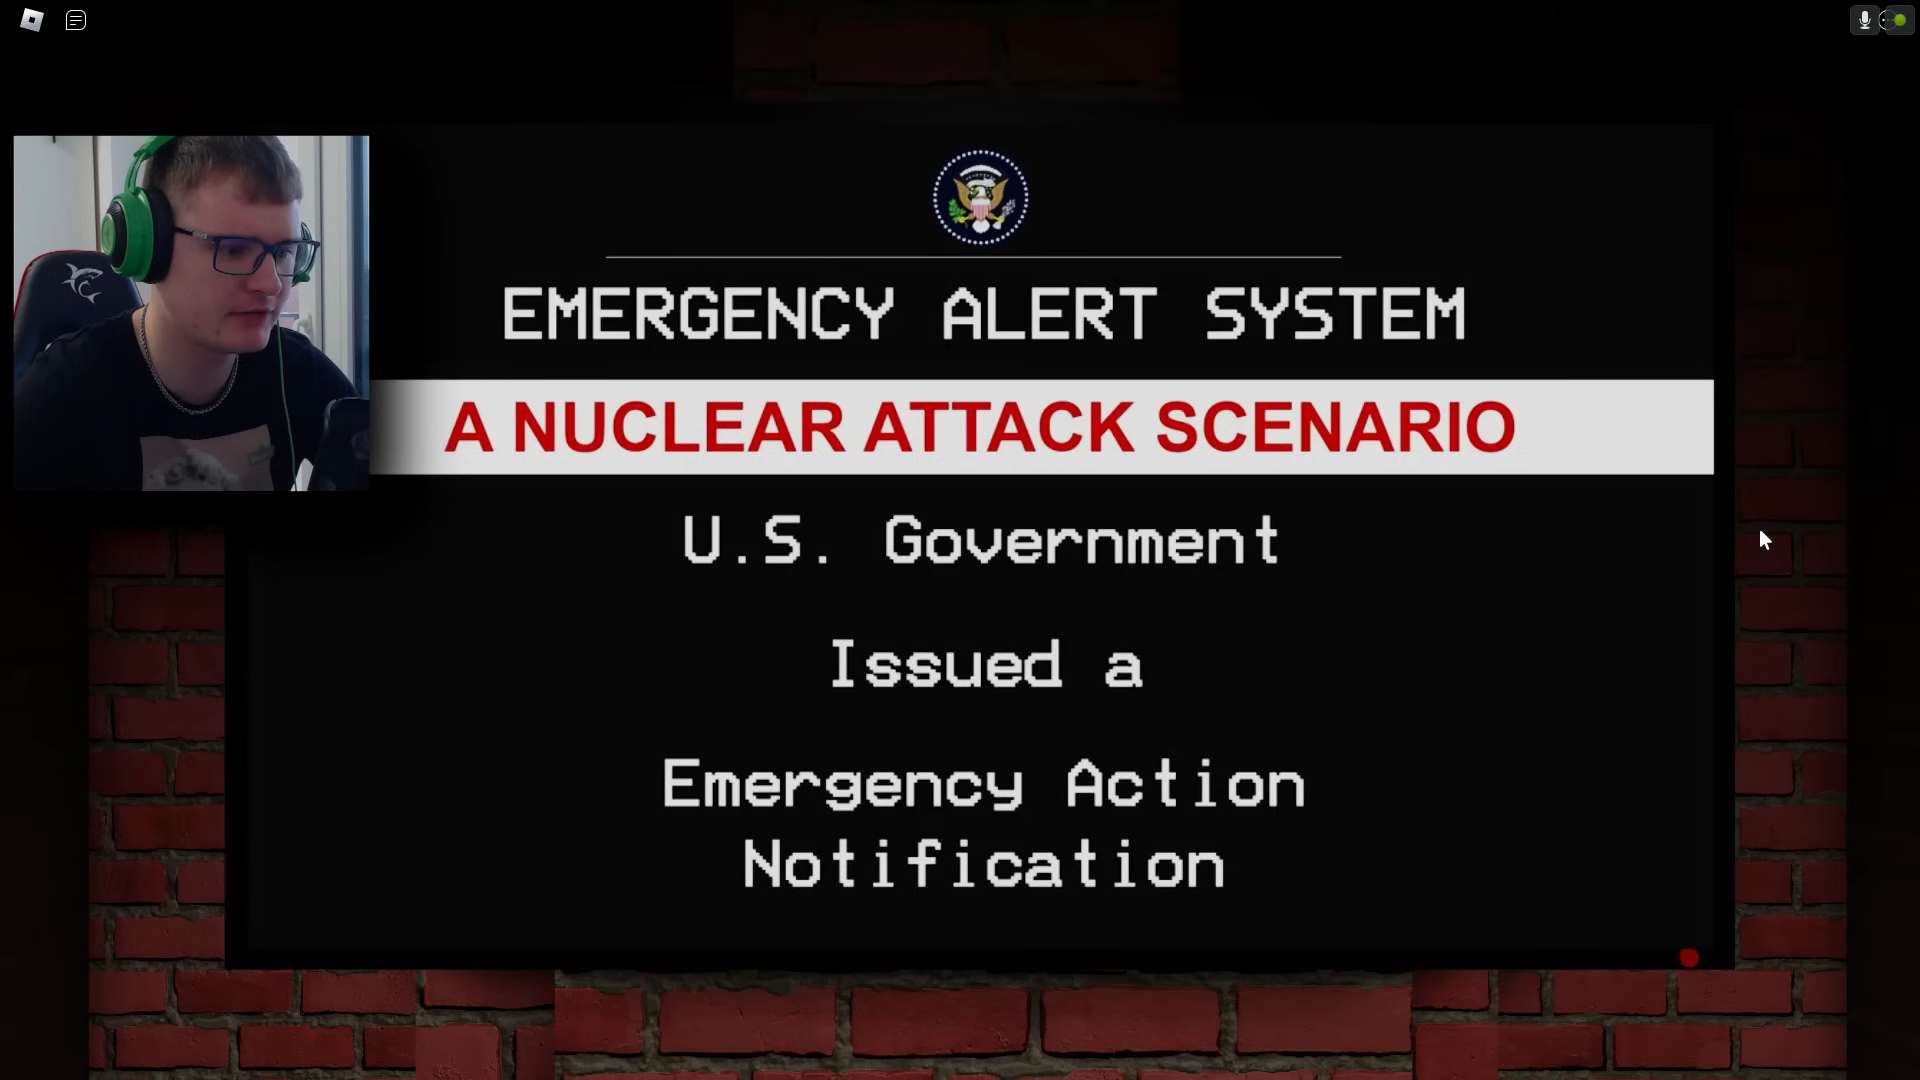 EMERGENCY ALERT SYSTEM
A NUCLEAR ATTACK SCENARIO
U.S. Government
Issued a
Emergency Action
Notification